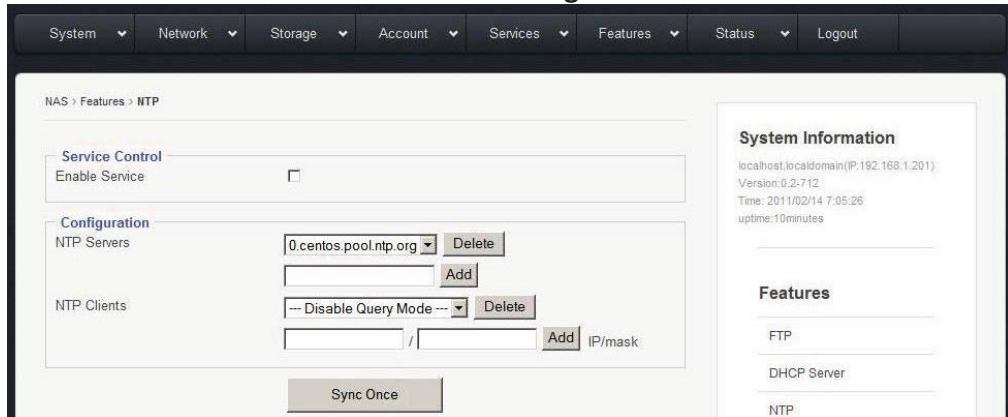 System Network Storage Account Services Features Status Logout
NAS > Features > NTP
Service Control
Enable Service
Configuration
NTP Servers 0.centos.pool.ntp.org Delete
Add
NTP Clients --- Disable Query Mode --- Delete
/ Add IP/mask
Sync Once
System Information
localhost.localdomain(IP:192.168.1.201)
Version:0.2-712
Time: 2011/02/14 7:05:26
uptime:10minutes
Features
FTP
DHCP Server
NTP